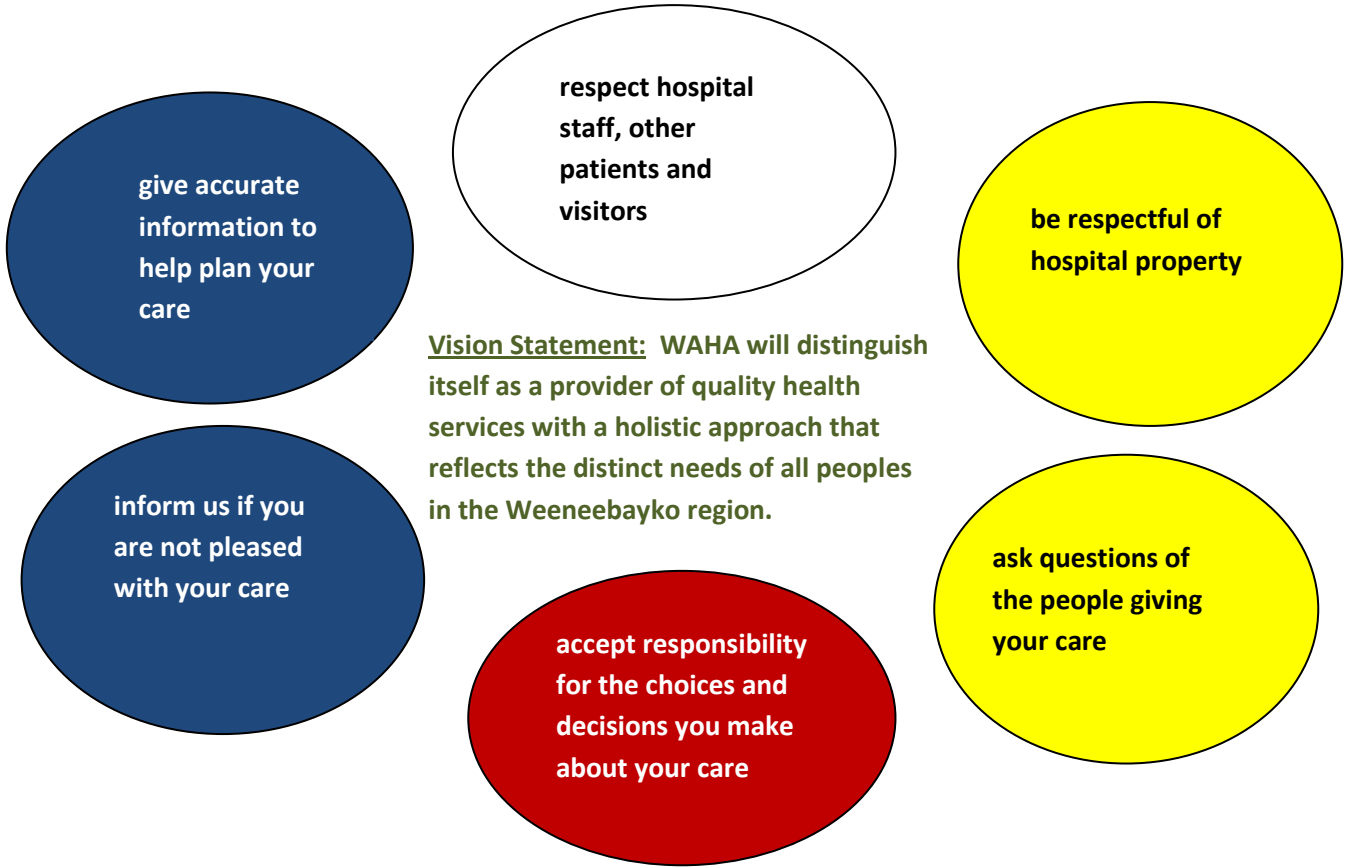 respect hospital
staff, other
patients and
visitors
give accurate
information to
help plan your
care
be respectful of
hospital property
Vision Statement: WAHA will distinguish
itself as a provider of quality health
services with a holistic approach that
reflects the distinct needs of all peoples
in the Weeneebayko region.
inform us if you
are not pleased
with your care
ask questions of
the people giving
your care
accept responsibility
for the choices and
decisions you make
about your care